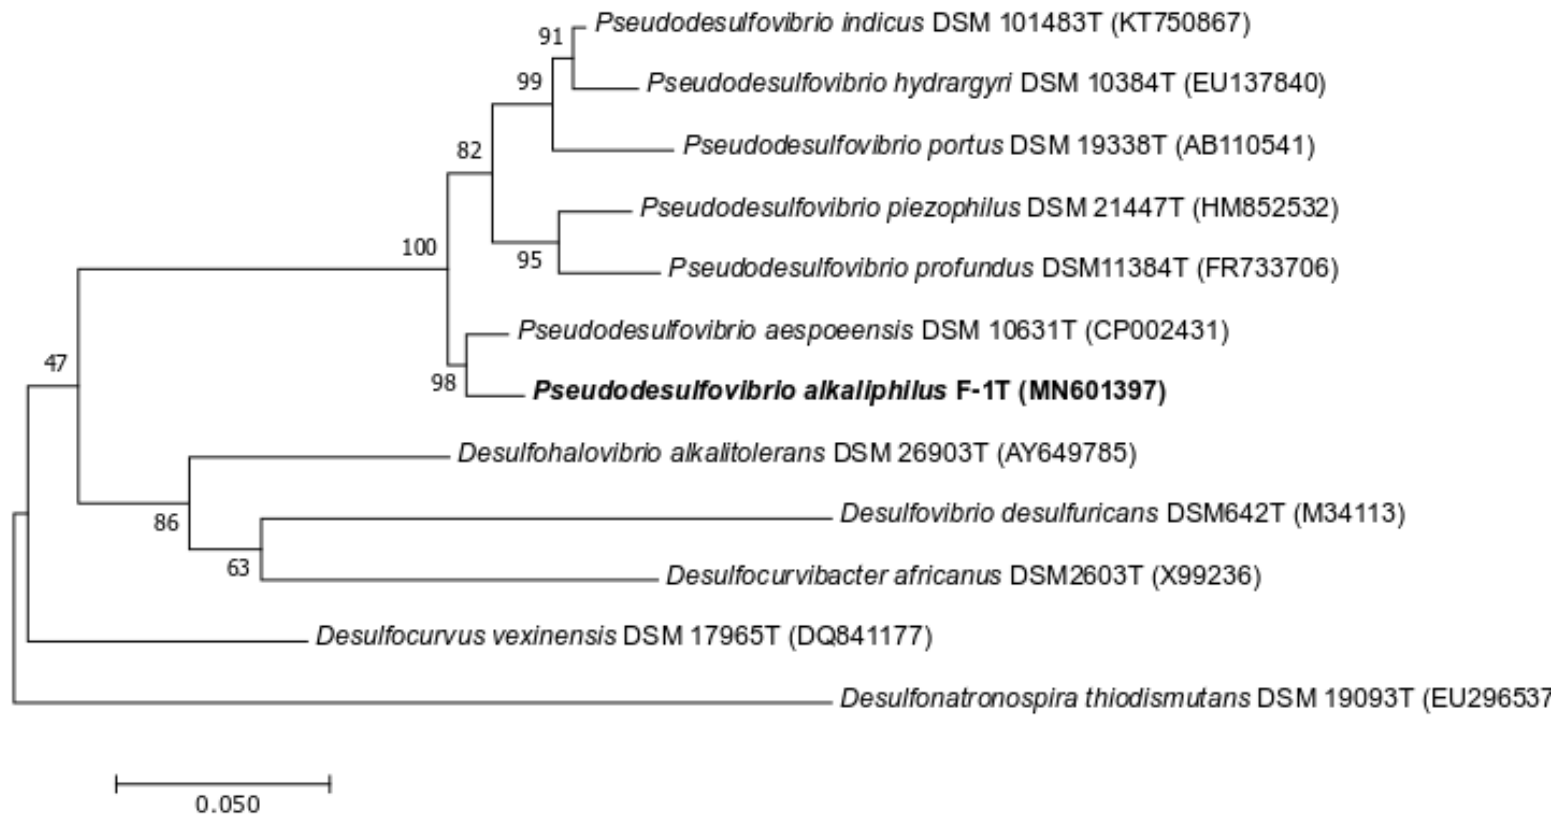 Pseudodesulfovibrio indicus DSM 101483T (KT750867)
91
Pseudodesulfovibrio hydrargyri DSM 10384T (EU137840)
99
Pseudodesulfovibrio portus DSM 19338T (AB110541)
82
Pseudodesulfovibrio piezophilus DSM 21447T (HM852532)
100
95
Pseudodesulfovibrio profundus DSM11384T (FR733706)
Pseudodesulfovibrio aespoeensis DSM 10631T (CP002431)
47
98
Pseudodesulfovibrio alkaliphilus F-1T (MN601397)
Desulfohalovibrio alkalitolerans DSM 26903T (AY649785)
Desulfovibrio desulfuricans DSM642T (M34113)
86
63
Desulfocurvibacter africanus DSM2603T (X99236)
Desulfocurvus vexinensis DSM 17965T (DQ841177)
Desulfonatronospira thiodismutans DSM 19093T (EU296537
0.050